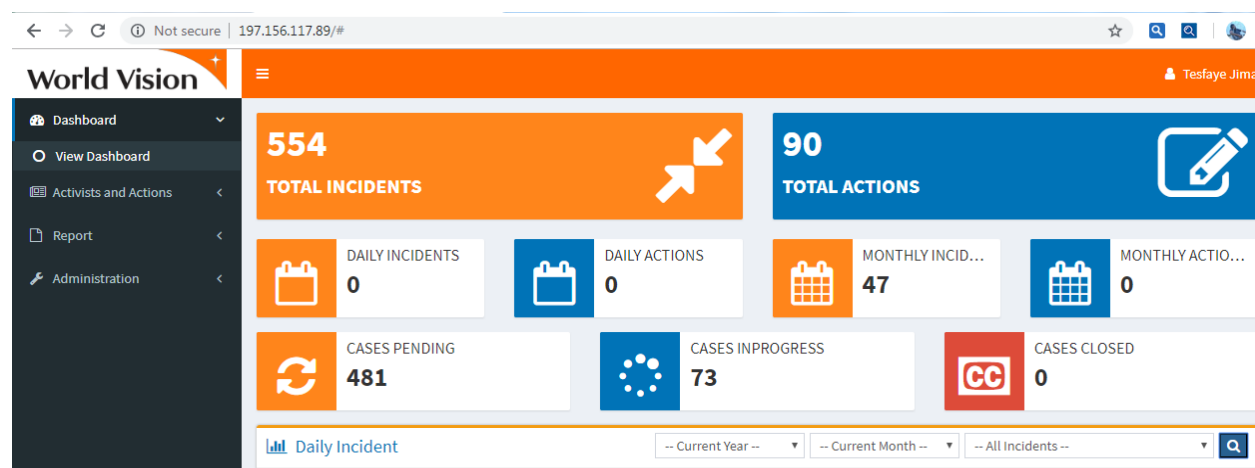 Not secure | 197.156.117.89/#
World Vision
Tesfaye Jima
Dashboard
View Dashboard
Activists and Actions
Report
Administration
554
TOTAL INCIDENTS
90
TOTAL ACTIONS
DAILY INCIDENTS
0
DAILY ACTIONS
0
MONTHLY INCID...
47
MONTHLY ACTIO...
0
CASES PENDING
481
CASES INPROGRESS
73
CC
CASES CLOSED
0
Daily Incident
-- Current Year --
-- Current Month --
-- All Incidents --